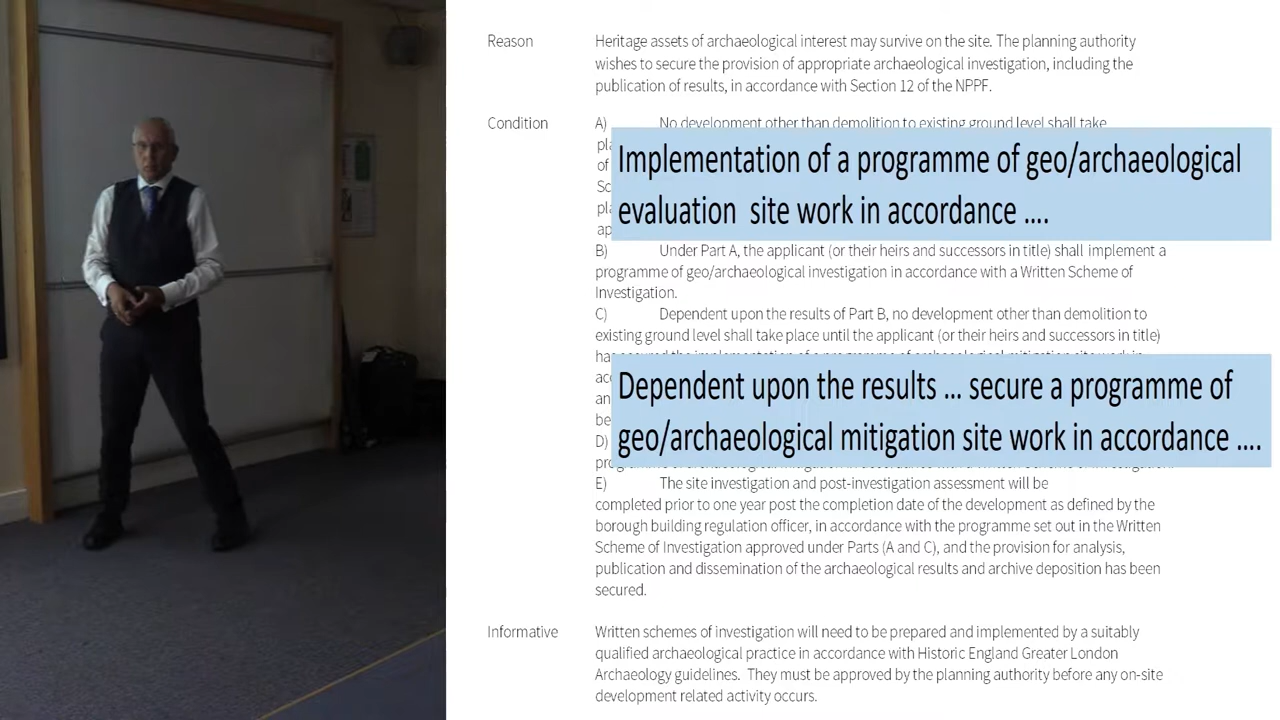 Reason
Heritage assets of archaeological interest may survive on the site. The planning authority
wishes to secure the provision of appropriate archaeological investigation, including the
publication of results, in accordance with Section 12 of the NPPF.
Condition
A) No development other than demolition to existing ground level shall take
pl
of
Sc
pl
ap
Implementation of a programme of geo/archaeological
evaluation site work in accordance ....
B) Under Part A, the applicant (or their heirs and successors in title) shall implement a
programme of geo/archaeological investigation in accordance with a Written Scheme of
Investigation.
C) Dependent upon the results of Part B, no development other than demolition to
existing ground level shall take place until the applicant (or their heirs and successors in title)
ac
an
be
D)
Dependent upon the results ... secure a programme of
geo/archaeological mitigation site work in accordance ....
E) The site investigation and post-investigation assessment will be
completed prior to one year post the completion date of the development as defined by the
borough building regulation officer, in accordance with the programme set out in the Written
Scheme of Investigation approved under Parts (A and C), and the provision for analysis,
publication and dissemination of the archaeological results and archive deposition has been
secured.
Informative
Written schemes of investigation will need to be prepared and implemented by a suitably
qualified archaeological practice in accordance with Historic England Greater London
Archaeology guidelines. They must be approved by the planning authority before any on-site
development related activity occurs.